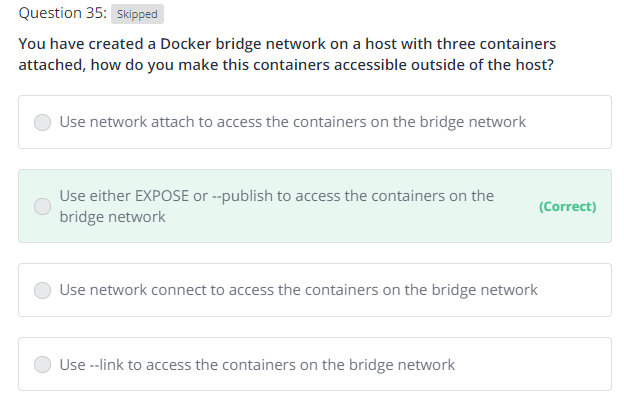 Question 35: Skipped
You have created a Docker bridge network on a host with three containers
attached, how do you make this containers accessible outside of the host?
Use network attach to access the containers on the bridge network
Use either EXPOSE or --publish to access the containers on the
bridge network
(Correct)
Use network connect to access the containers on the bridge network
Use --link to access the containers on the bridge network